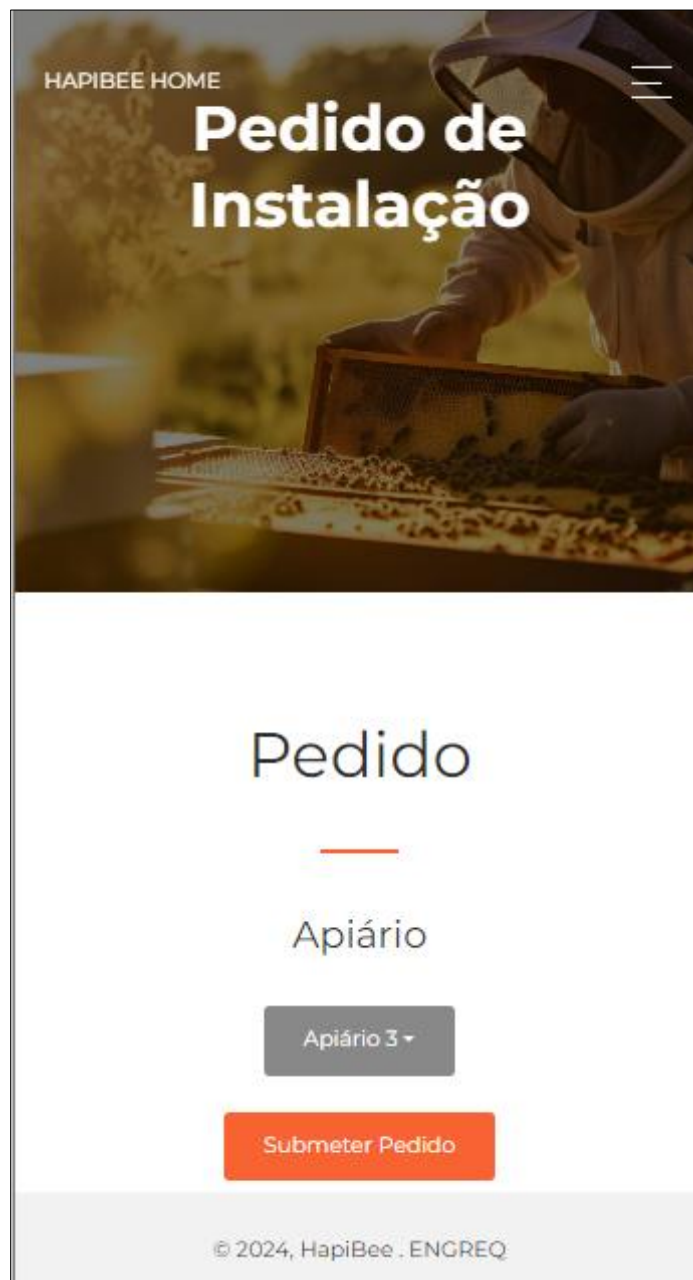 HAPIBEE HOME
Pedido de
Instalação
Pedido
Apiário
Apiário 3
Submeter Pedido
© 2024, HapiBee . ENGREQ